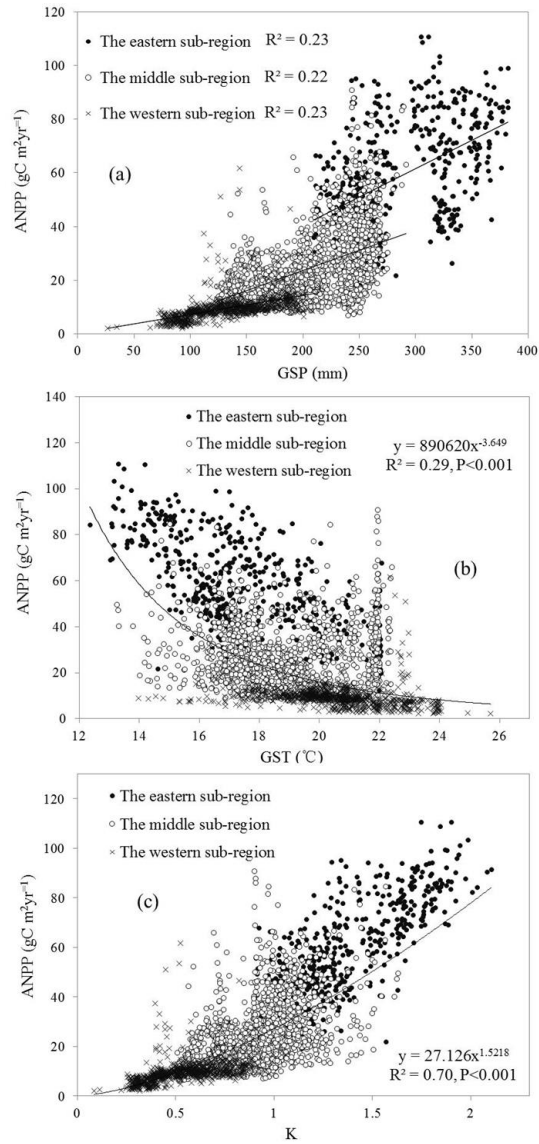 120
The eastern sub-region R² = 0.23
100
The middle sub-region R² = 0.22
The western sub-region R² = 0.23
80
(a)
60
40
20
0
ANPP (gC m²yr⁼¹)
0 50 100 150 200 250 300 350 400
GSP (mm)
140
The eastern sub-region
120
The middle sub-region y = 890620x⁻³·⁶⁴⁹
The western sub-region R² = 0.29, P<0.001
100
80
(b)
60
40
20
0
ANPP (gC m²yr⁼¹)
12 14 16 18 20 22 24 26
GST (℃)
120
The eastern sub-region
The middle sub-region
100
The western sub-region
80
(c)
60
40
20
y = 27.126x¹·⁵²¹⁸
R² = 0.70, P<0.001
0
ANPP (gC m²yr⁼¹)
0 0.5 1 1.5 2
K